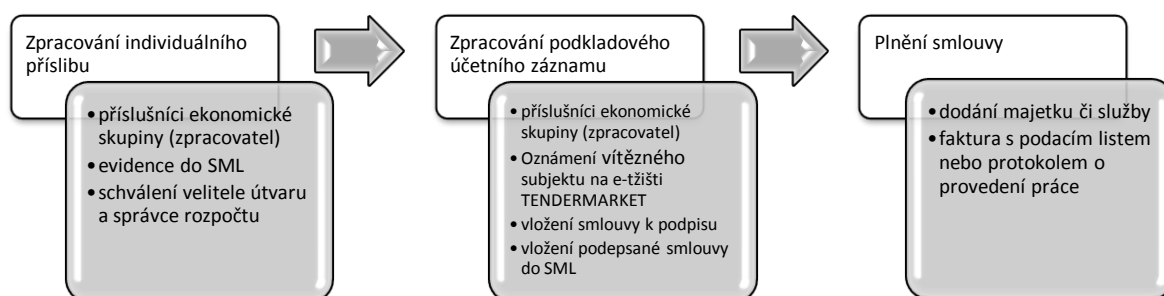 Zpracování individuálního
příslibu
• příslušníci ekonomické
skupiny (zpracovatel)
• evidence do SML
• schválení velitele útvaru
a správce rozpočtu
Zpracování podkladového
účetního záznamu
• příslušníci ekonomické
skupiny (zpracovatel)
• Oznámení vítězného
subjektu na e-tžišti
TENDERMARKET
• vložení smlouvy k podpisu
• vložení podepsané smlouvy
do SML
Plnění smlouvy
• dodání majetku či služby
• faktura s podacím listem
nebo protokolem o
provedení práce